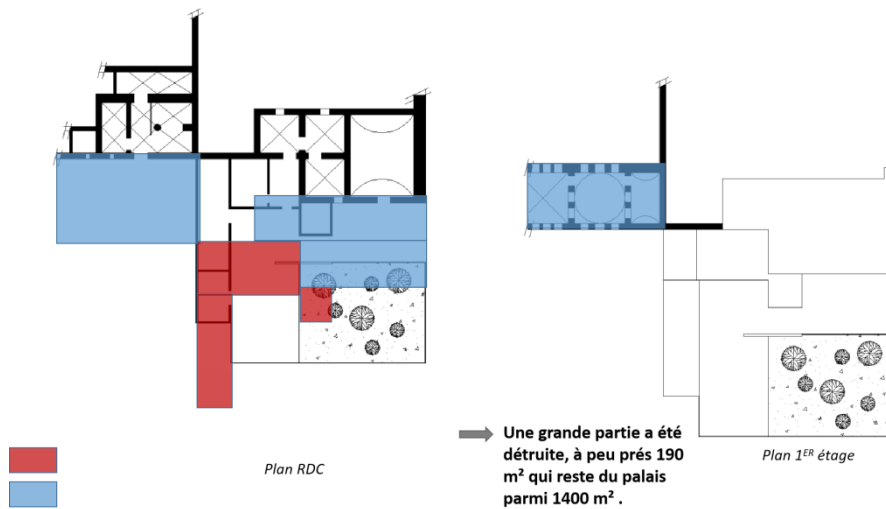 Plan RDC
Une grande partie a été
détruite, à peu prés 190
m² qui reste du palais
parmi 1400 m² .
Plan 1ER étage